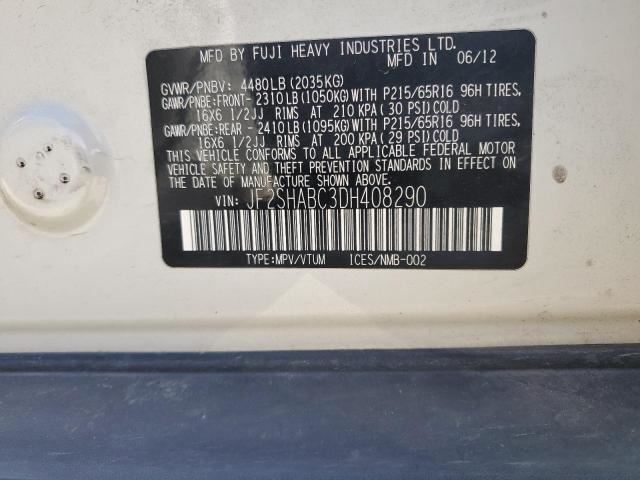 MFD BY FUJI HEAVY INDUSTRIES LTD.
MFD IN 06/12
GVWR/PNBV: 4480LB (2035KG)
GAWR/PNBE:FRONT- 2310LB (1050KG)WITH P215/65R16 96H TIRES,
16X6 1/2JJ RIMS AT 210 KPA ( 30 PSI) COLD
GAWR/PNBE:REAR - 2410LB (1095KG)WITH P215/65R16 96H TIRES,
16X6 1/2JJ RIMS AT 200 KPA ( 29 PSI) COLD
THIS VEHICLE CONFORMS TO ALL APPLICABLE FEDERAL MOTOR
VEHICLE SAFETY AND THEFT PREVENTION STANDARDS IN EFFECT
ON THE DATE OF MANUFACTURE SHOWN ABOVE.
VIN: JF2SHABC3DH408290
TYPE:MPV/VTUM ICES/NMB-002